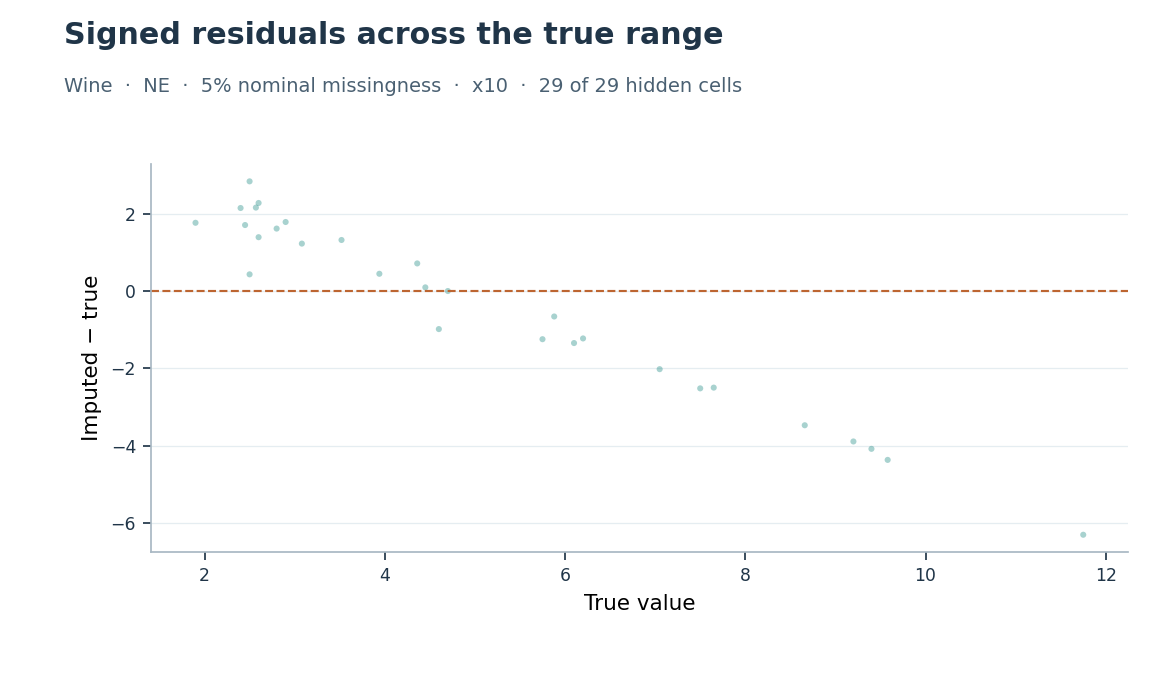 Signed residuals across the true range
Wine · NE · 5% nominal missingness · x10 · 29 of 29 hidden cells
Imputed − true
2
0
−2
−4
−6
2
4
6
8
10
12
True value